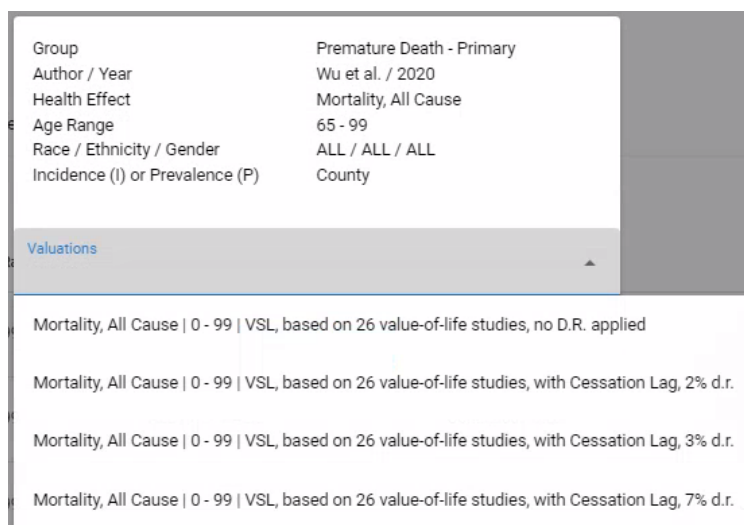 Group Premature Death - Primary
Author / Year Wu et al. / 2020
Health Effect Mortality, All Cause
Age Range 65 - 99
Race / Ethnicity / Gender ALL / ALL / ALL
Incidence (I) or Prevalence (P) County
Valuations
Mortality, All Cause | 0 - 99 | VSL, based on 26 value-of-life studies, no D.R. applied
Mortality, All Cause | 0 - 99 | VSL, based on 26 value-of-life studies, with Cessation Lag, 2% d.r.
Mortality, All Cause | 0 - 99 | VSL, based on 26 value-of-life studies, with Cessation Lag, 3% d.r.
Mortality, All Cause | 0 - 99 | VSL, based on 26 value-of-life studies, with Cessation Lag, 7% d.r.